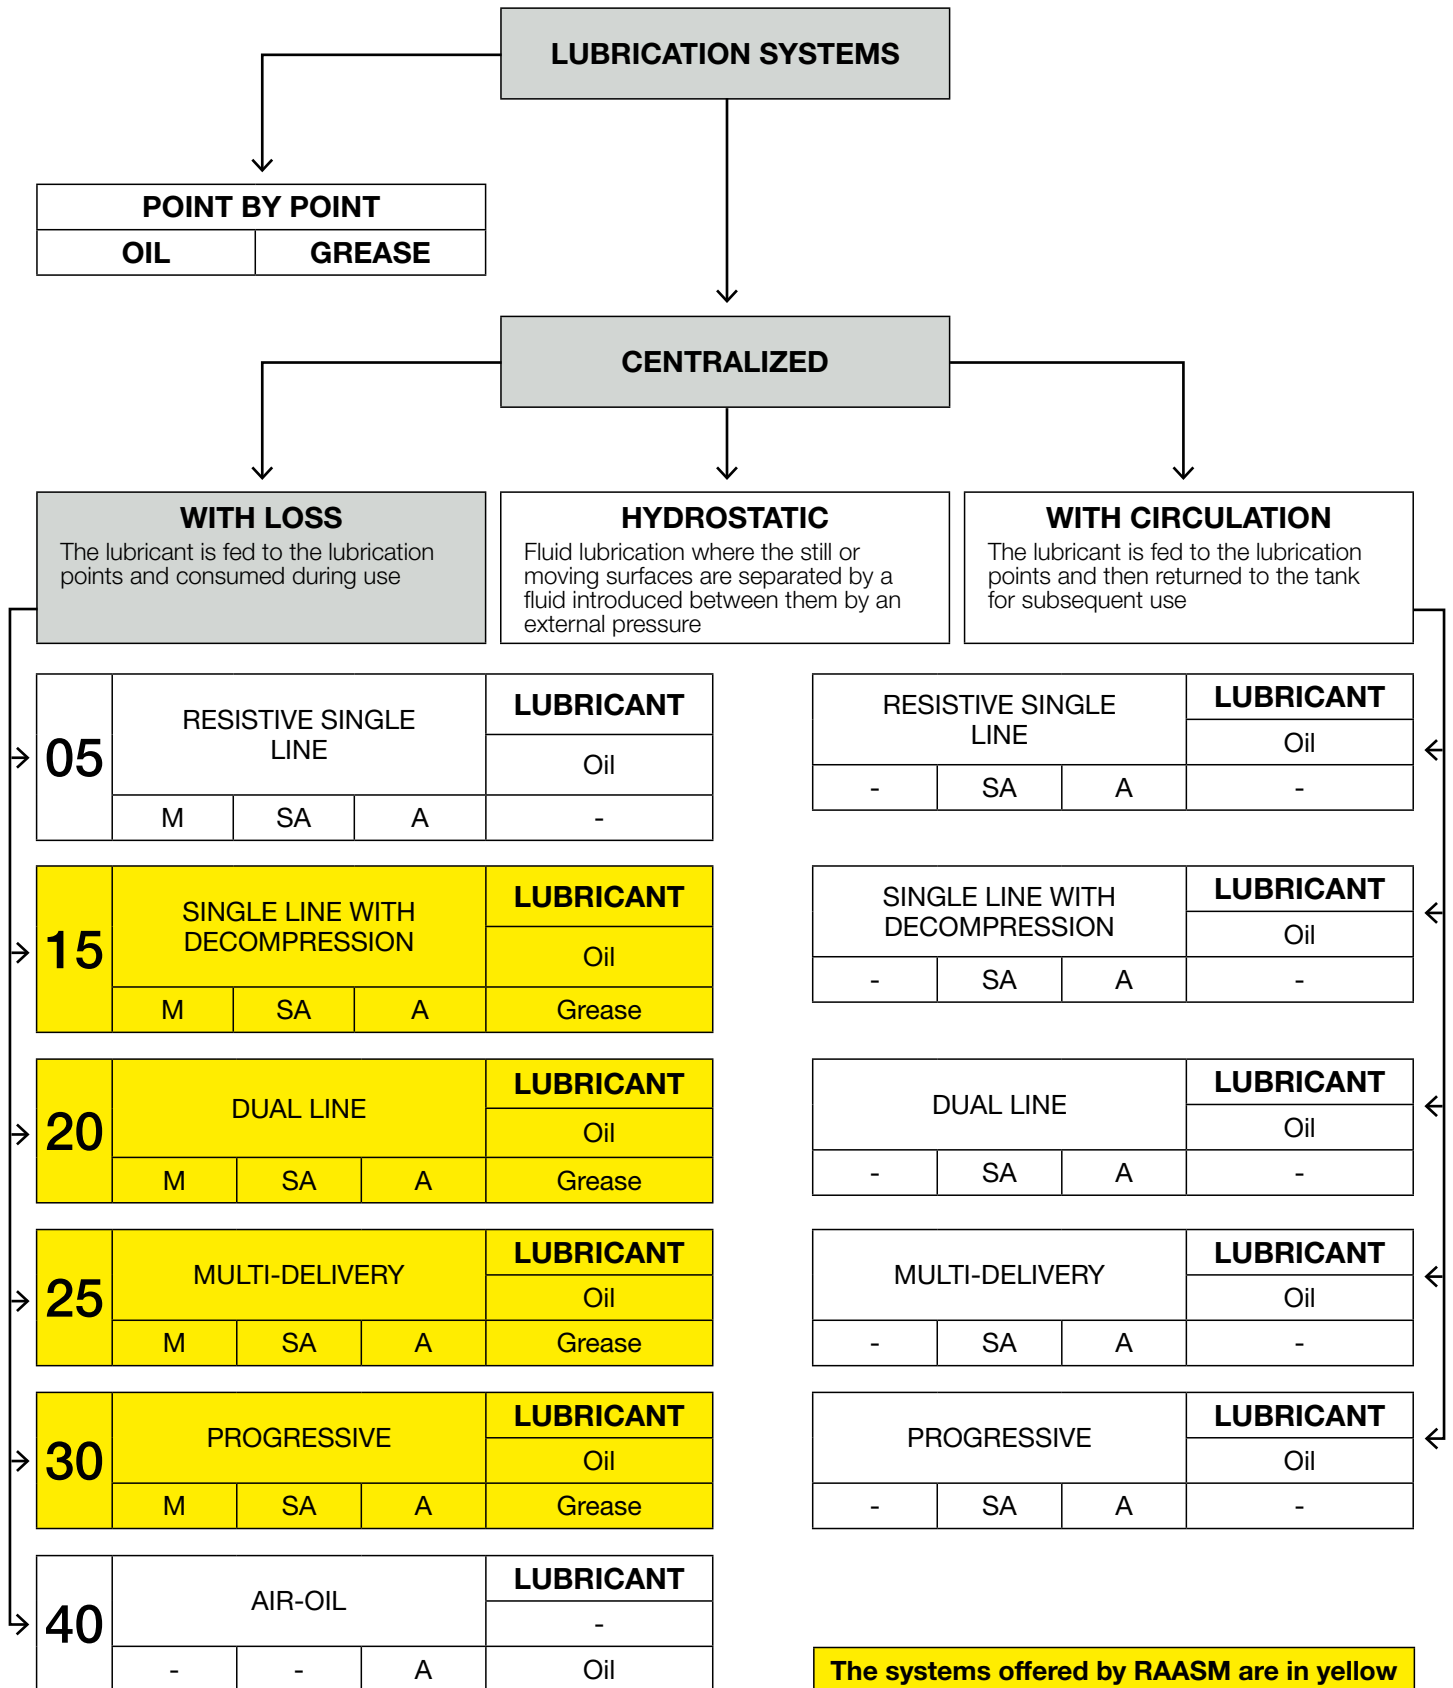 LUBRICATION SYSTEMS
POINT BY POINT
OIL GREASE
CENTRALIZED
WITH LOSS
The lubricant is fed to the lubrication
points and consumed during use
HYDROSTATIC
Fluid lubrication where the still or
moving surfaces are separated by a
fluid introduced between them by an
external pressure
WITH CIRCULATION
The lubricant is fed to the lubrication
points and then returned to the tank
for subsequent use
05
RESISTIVE SINGLE
LINE
LUBRICANT
Oil
M SA A -
RESISTIVE SINGLE
LINE
LUBRICANT
Oil
- SA A -
15
SINGLE LINE WITH
DECOMPRESSION
LUBRICANT
Oil
M SA A Grease
SINGLE LINE WITH
DECOMPRESSION
LUBRICANT
Oil
- SA A -
20
DUAL LINE
LUBRICANT
Oil
M SA A Grease
DUAL LINE
LUBRICANT
Oil
- SA A -
25
MULTI-DELIVERY
LUBRICANT
Oil
M SA A Grease
MULTI-DELIVERY
LUBRICANT
Oil
- SA A -
30
PROGRESSIVE
LUBRICANT
Oil
M SA A Grease
PROGRESSIVE
LUBRICANT
Oil
- SA A -
40
AIR-OIL
LUBRICANT
-
- - A Oil
The systems offered by RAASM are in yellow